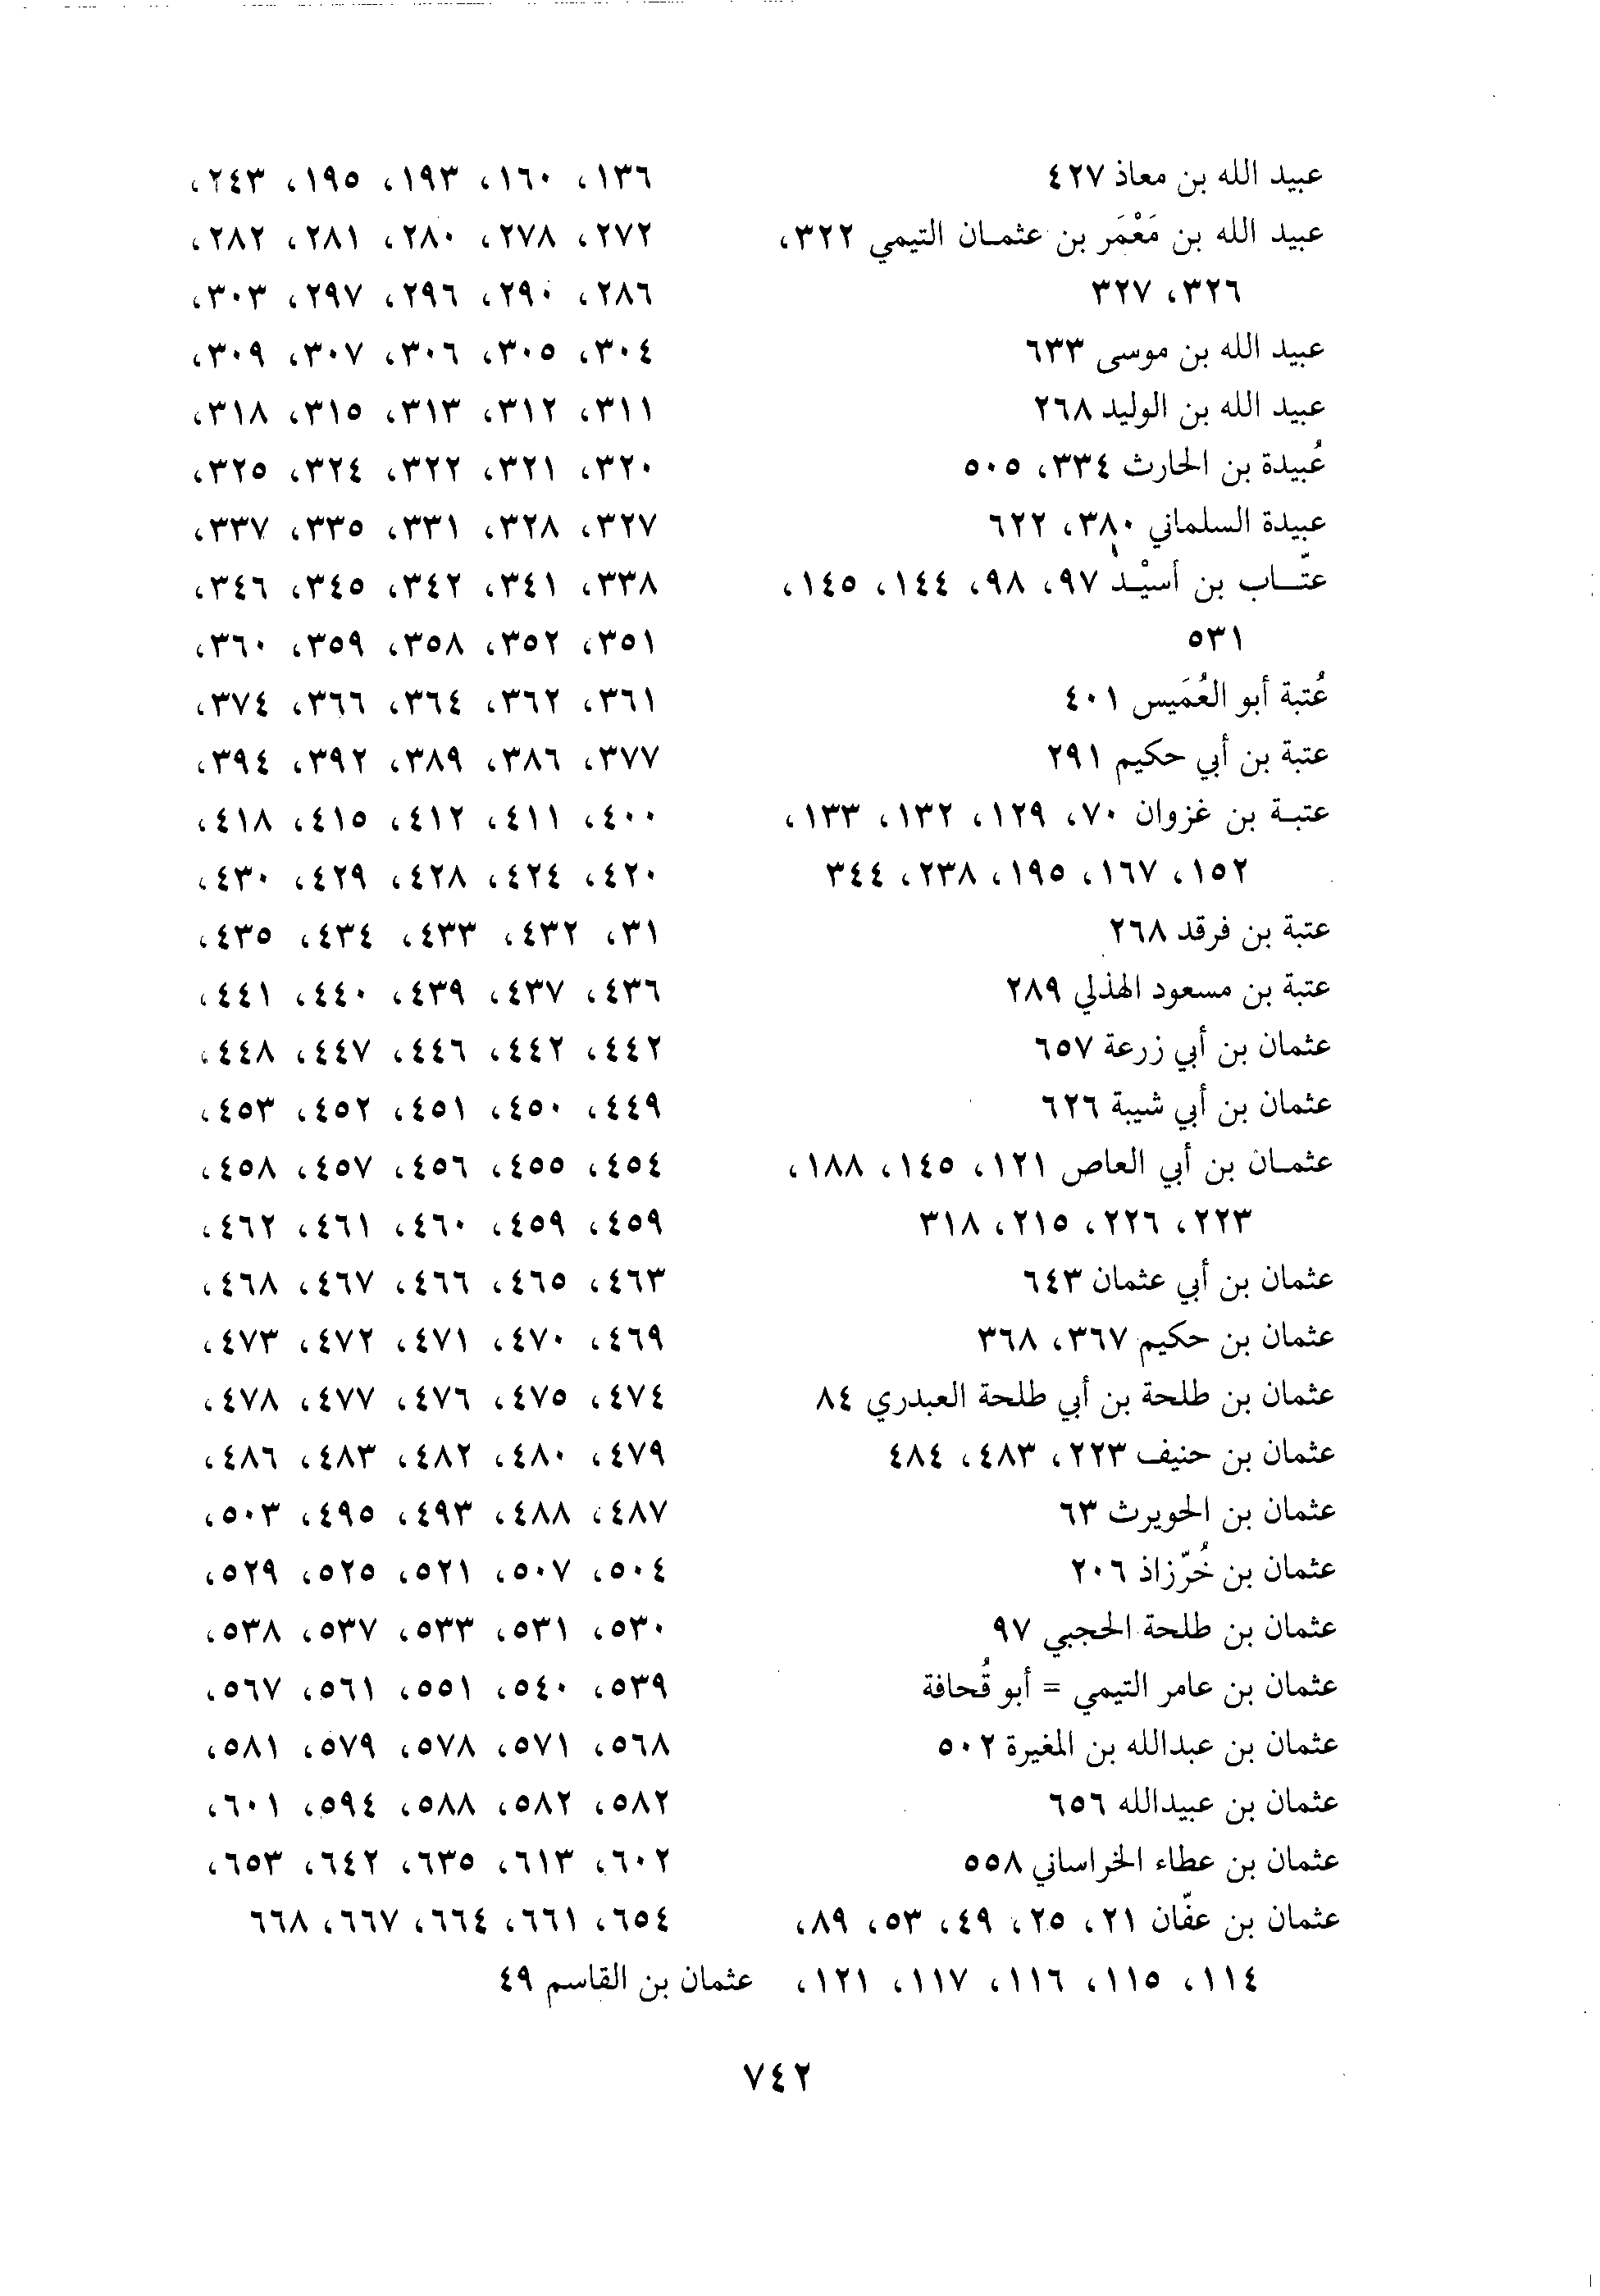 عبيد الله بن معاذ ٤٢٧
عبيد الله بن مَعْمَر بن عثمـان التيمي ٣٢٢،
٣٢٦، ٣٢٧
عبيد الله بن موسى ٦٣٣
عبيد الله بن الوليد ٢٦٨
عُبيدة بن الحارث ٣٣٤، ٥٠٥
عبيدة السلماني ٣٨٠، ٦٢٢
عتّـــاب بن أسيْـد ٩٧، ٩٨، ١٤٤، ١٤٥،
٥٣١
عُتبة أبو العُمَيس ٤٠١
عتبة بن أبي حكيم ٢٩١
عتبـة بن غزوان ٧٠، ١٢٩، ١٣٢، ١٣٣،
١٥٢، ١٦٧، ١٩٥، ٢٣٨، ٣٤٤
عتبة بن فرقد ٢٦٨
عتبة بن مسعود الهذلي ٢٨٩
عثمان بن أبي زرعة ٦٥٧
عثمان بن أبي شيبة ٦٢٦
عثمـان بن أبي العاص ١٢١، ١٤٥، ١٨٨،
٢٢٣، ٢٢٦، ٢١٥، ٣١٨
عثمان بن أبي عثمان ٦٤٣
عثمان بن حكيم ٣٦٧، ٣٦٨
عثمان بن طلحة بن أبي طلحة العبدري ٨٤
عثمان بن حنيف ٢٢٣، ٤٨٣، ٤٨٤
عثمان بن الحويرث ٦٣
عثمان بن خُرّزاذ ٢٠٦
عثمان بن طلحة الحجبي ٩٧
عثمان بن عامر التيمي = أبو قُحافة
عثمان بن عبدالله بن المغيرة ٥٠٢
عثمان بن عبيدالله ٦٥٦
عثمان بن عطاء الخراساني ٥٥٨
عثمان بن عفّان ٢١، ٢٥، ٤٩، ٥٣، ٨٩،
١١٤، ١١٥، ١١٦، ١١٧، ١٢١،
١٣٦، ١٦٠، ١٩٣، ١٩٥، ٢٤٣،
٢٧٢، ٢٧٨، ٢٨٠، ٢٨١، ٢٨٢،
٢٨٦، ٢٩٠، ٢٩٦، ٢٩٧، ٣٠٣،
٣٠٤، ٣٠٥، ٣٠٦، ٣٠٧، ٣٠٩،
٣١١، ٣١٢، ٣١٣، ٣١٥، ٣١٨،
٣٢٠، ٣٢١، ٣٢٢، ٣٢٤، ٣٢٥،
٣٢٧، ٣٢٨، ٣٣١، ٣٣٥، ٣٣٧،
٣٣٨، ٣٤١، ٣٤٢، ٣٤٥، ٣٤٦،
٣٥١، ٣٥٢، ٣٥٨، ٣٥٩، ٣٦٠،
٣٦١، ٣٦٢، ٣٦٤، ٣٦٦، ٣٧٤،
٣٧٧، ٣٨٦، ٣٨٩، ٣٩٢، ٣٩٤،
٤٠٠، ٤١١، ٤١٢، ٤١٥، ٤١٨،
٤٢٠، ٤٢٤، ٤٢٨، ٤٢٩، ٤٣٠،
٣١، ٤٣٢، ٤٣٣، ٤٣٤، ٤٣٥،
٤٣٦، ٤٣٧، ٤٣٩، ٤٤٠، ٤٤١،
٤٤٢، ٤٤٢، ٤٤٦، ٤٤٧، ٤٤٨،
٤٤٩، ٤٥٠، ٤٥١، ٤٥٢، ٤٥٣،
٤٥٤، ٤٥٥، ٤٥٦، ٤٥٧، ٤٥٨،
٤٥٩، ٤٥٩، ٤٦٠، ٤٦١، ٤٦٢،
٤٦٣، ٤٦٥، ٤٦٦، ٤٦٧، ٤٦٨،
٤٦٩، ٤٧٠، ٤٧١، ٤٧٢، ٤٧٣،
٤٧٤، ٤٧٥، ٤٧٦، ٤٧٧، ٤٧٨،
٤٧٩، ٤٨٠، ٤٨٢، ٤٨٣، ٤٨٦،
٤٨٧، ٤٨٨، ٤٩٣، ٤٩٥، ٥٠٣،
٥٠٤، ٥٠٧، ٥٢١، ٥٢٥، ٥٢٩،
٥٣٠، ٥٣١، ٥٣٣، ٥٣٧، ٥٣٨،
٥٣٩، ٥٤٠، ٥٥١، ٥٦١، ٥٦٧،
٥٦٨، ٥٧١، ٥٧٨، ٥٧٩، ٥٨١،
٥٨٢، ٥٨٢، ٥٨٨، ٥٩٤، ٦٠١،
٦٠٢، ٦١٣، ٦٣٥، ٦٤٢، ٦٥٣،
٦٥٤، ٦٦١، ٦٦٤، ٦٦٧، ٦٦٨
عثمان بن القاسم ٤٩
٧٤٢